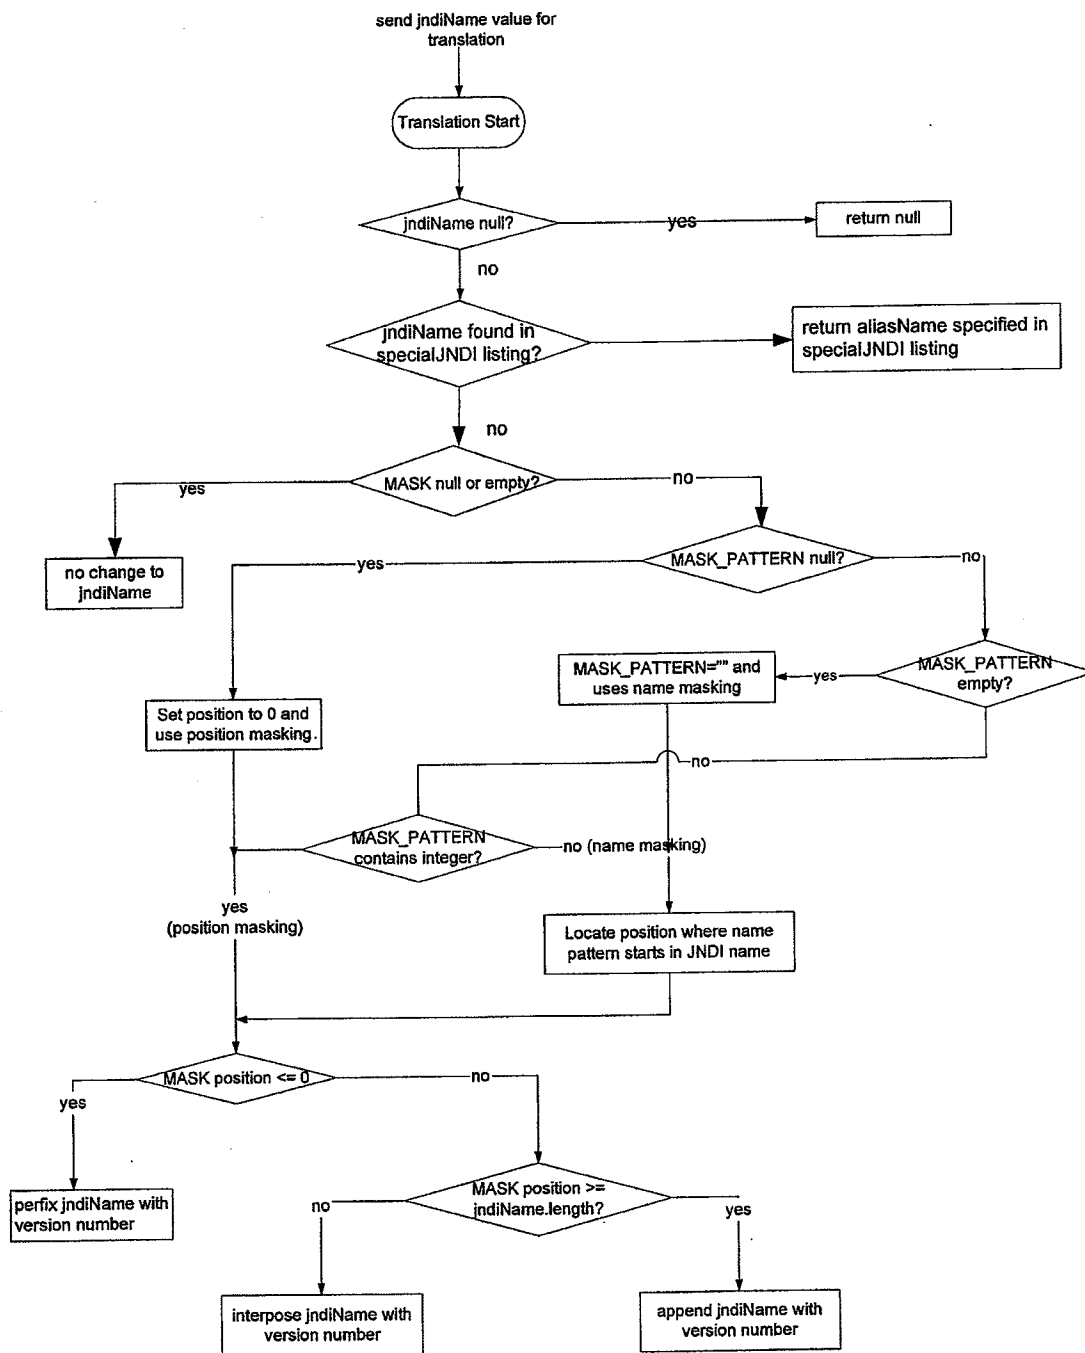 send jndiName value for
translation
Translation Start
jndiName null?
yes
return null
no
jndiName found in
specialJNDI listing?
return aliasName specified in
specialJNDI listing
no
MASK null or empty?
yes
no
no change to
jndiName
MASK_PATTERN null?
yes
no
MASK_PATTERN
empty?
yes
MASK_PATTERN="" and
uses name masking
Set position to 0 and
use position masking.
no
MASK_PATTERN
contains integer?
no (name masking)
yes
(position masking)
Locate position where name
pattern starts in JNDI name
MASK position <= 0
yes
no
perfix jndiName with
version number
MASK position >=
jndiName.length?
no
yes
interpose jndiName with
version number
append jndiName with
version number